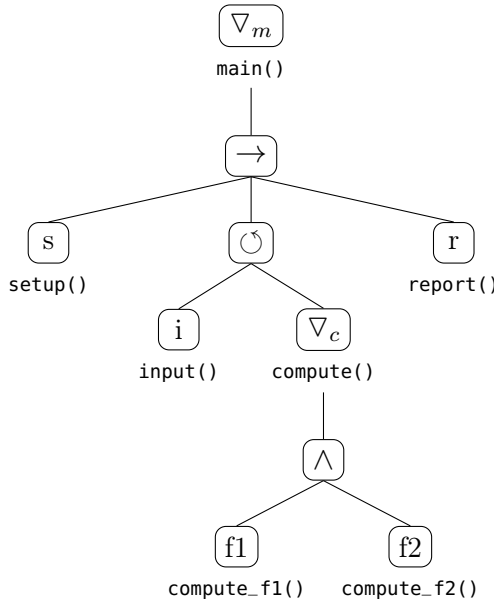 ∇m
main()
→
s ↺ r
setup() report()
i ∇c
input() compute()
∧
f1 f2
compute_f1() compute_f2()